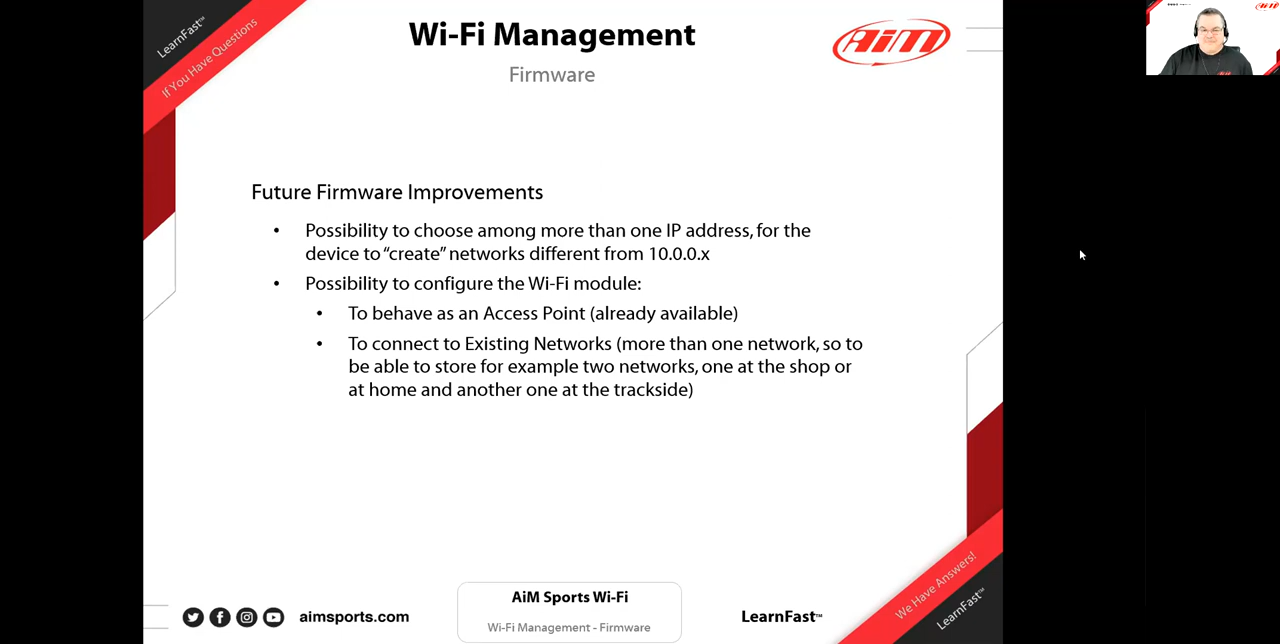 LearnFast™
If You Have Questions
Wi-Fi Management
Firmware
AiM
Future Firmware Improvements
• Possibility to choose among more than one IP address, for the
device to “create” networks different from 10.0.0.x
• Possibility to configure the Wi-Fi module:
• To behave as an Access Point (already available)
• To connect to Existing Networks (more than one network, so to
be able to store for example two networks, one at the shop or
at home and another one at the trackside)
We Have Answers!
LearnFast™
aimsports.com
AiM Sports Wi-Fi
Wi-Fi Management - Firmware
LearnFast™